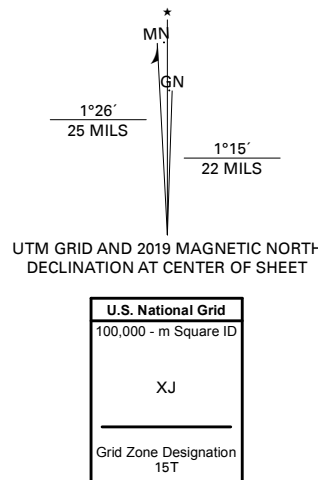 ★
MN
GN
1°26´
25 MILS
1°15´
22 MILS
UTM GRID AND 2019 MAGNETIC NORTH
DECLINATION AT CENTER OF SHEET
U.S. National Grid
100,000 - m Square ID
XJ
Grid Zone Designation
15T